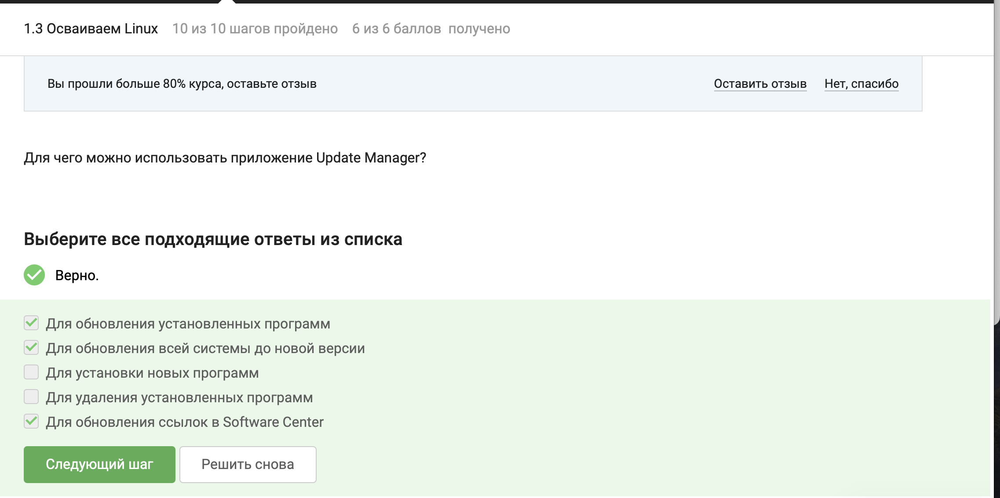 1.3 Осваиваем Linux 10 из 10 шагов пройдено 6 из 6 баллов получено
Вы прошли больше 80% курса, оставьте отзыв Оставить отзыв Нет, спасибо
Для чего можно использовать приложение Update Manager?
Выберите все подходящие ответы из списка
Верно.
Для обновления установленных программ
Для обновления всей системы до новой версии
Для установки новых программ
Для удаления установленных программ
Для обновления ссылок в Software Center
Следующий шаг Решить снова